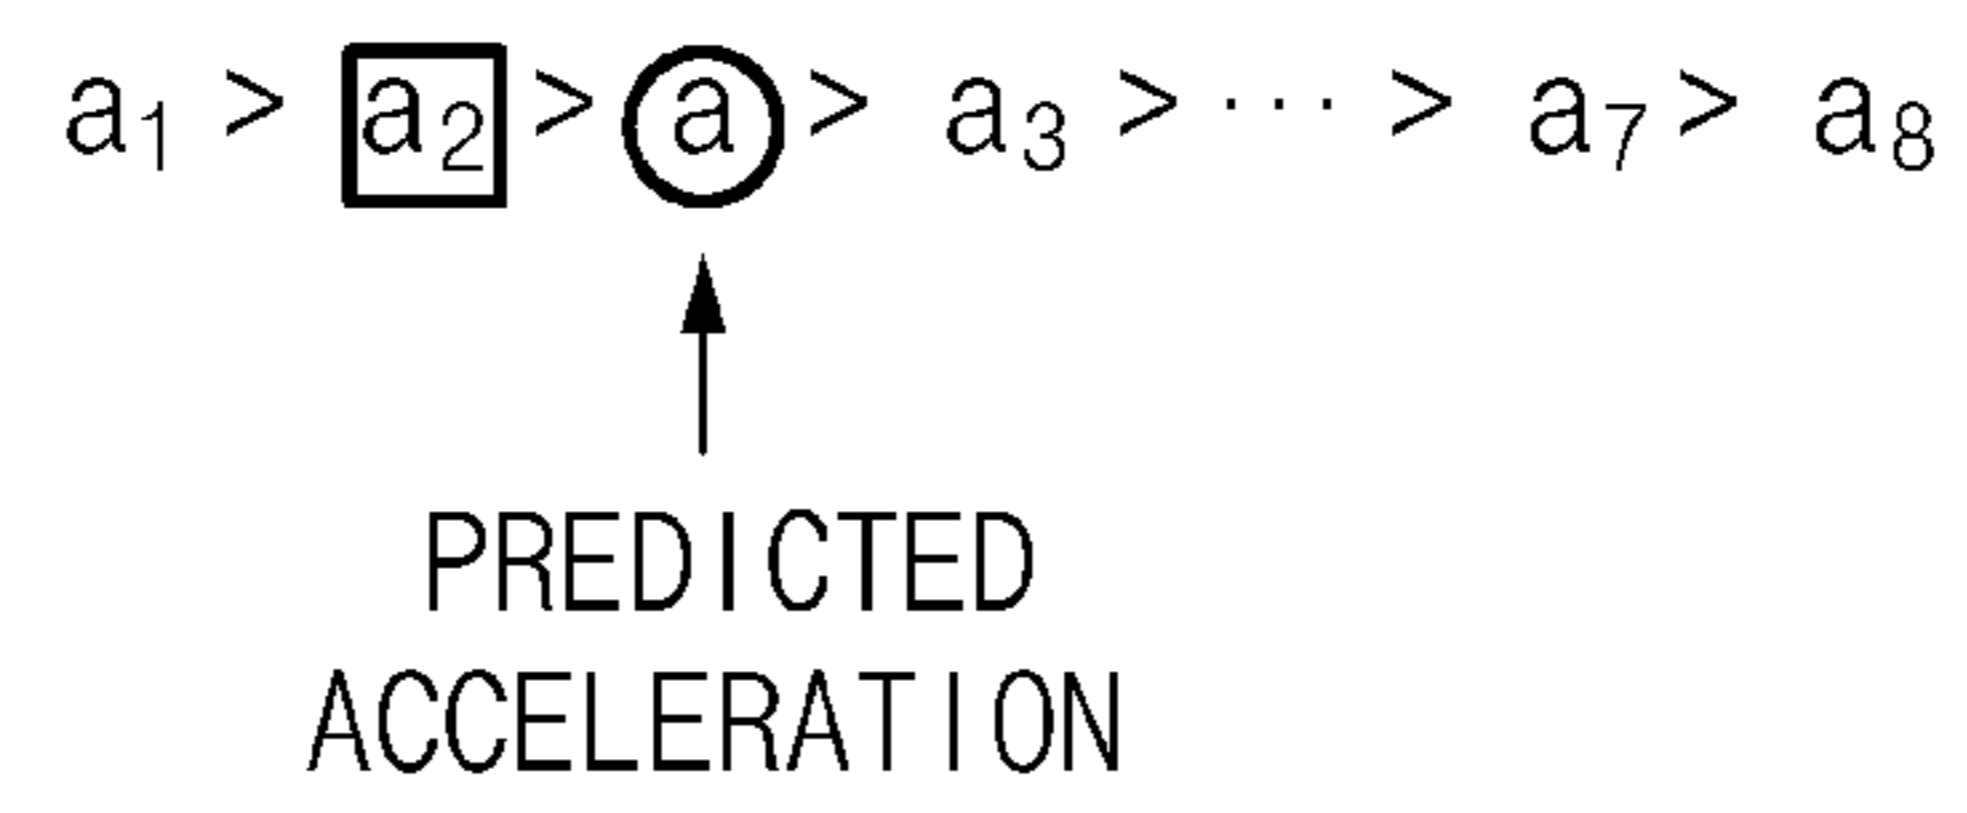 a₁ > a₂ > a > a₃ > ··· > a₇ > a₈
PREDICTED
ACCELERATION